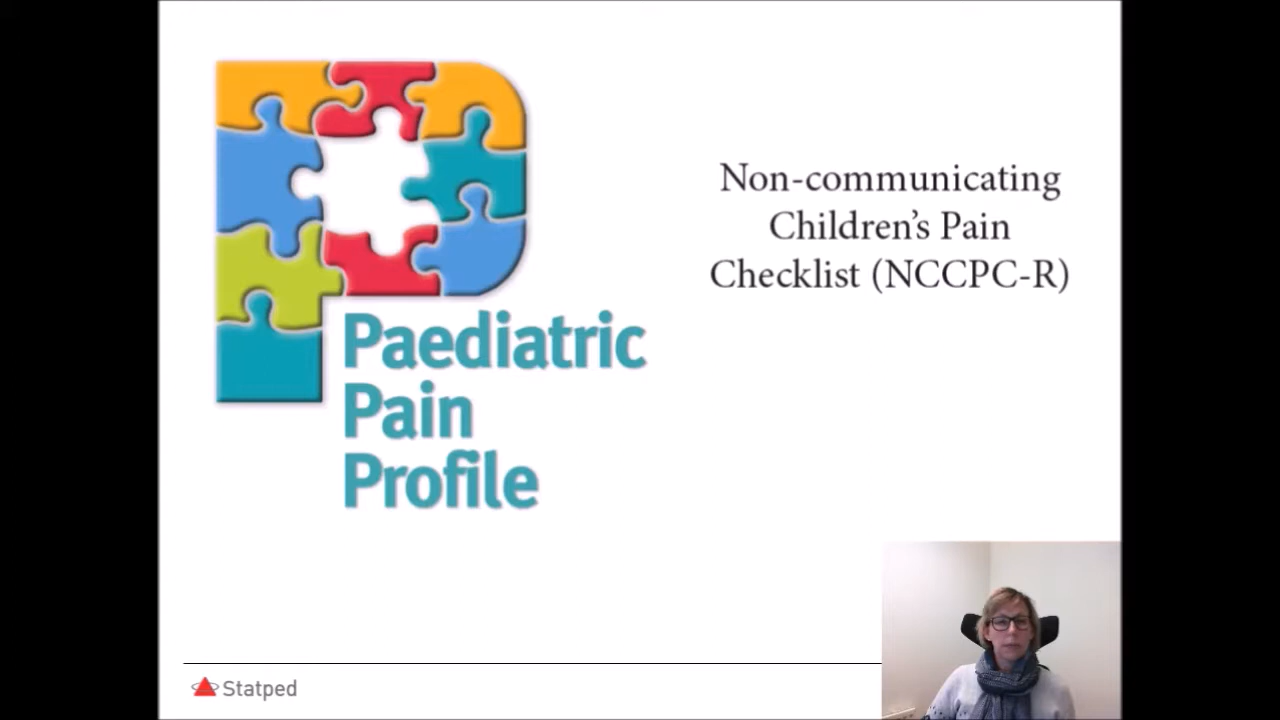 Paediatric
Pain
Profile
Non-communicating
Children’s Pain
Checklist (NCCPC-R)
Statped